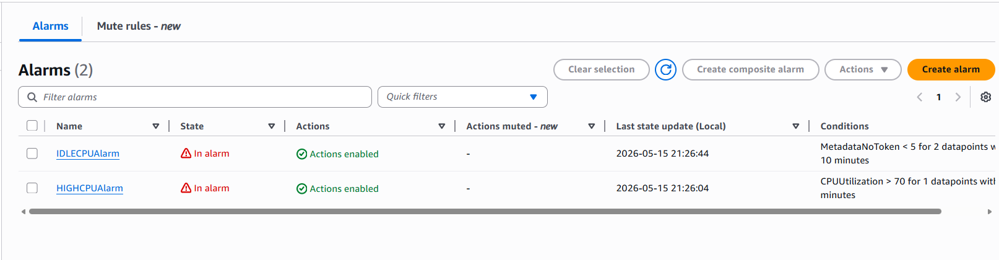 Alarms
Mute rules - new
Alarms (2)
Clear selection
Create composite alarm
Actions
Create alarm
Filter alarms
Quick filters
1
Name
State
Actions
Actions muted - new
Last state update (Local)
Conditions
IDLECPUAlarm
In alarm
Actions enabled
-
2026-05-15 21:26:44
MetadataNoToken < 5 for 2 datapoints w
10 minutes
HIGHCPUAlarm
In alarm
Actions enabled
-
2026-05-15 21:26:04
CPUUtilization > 70 for 1 datapoints with
minutes